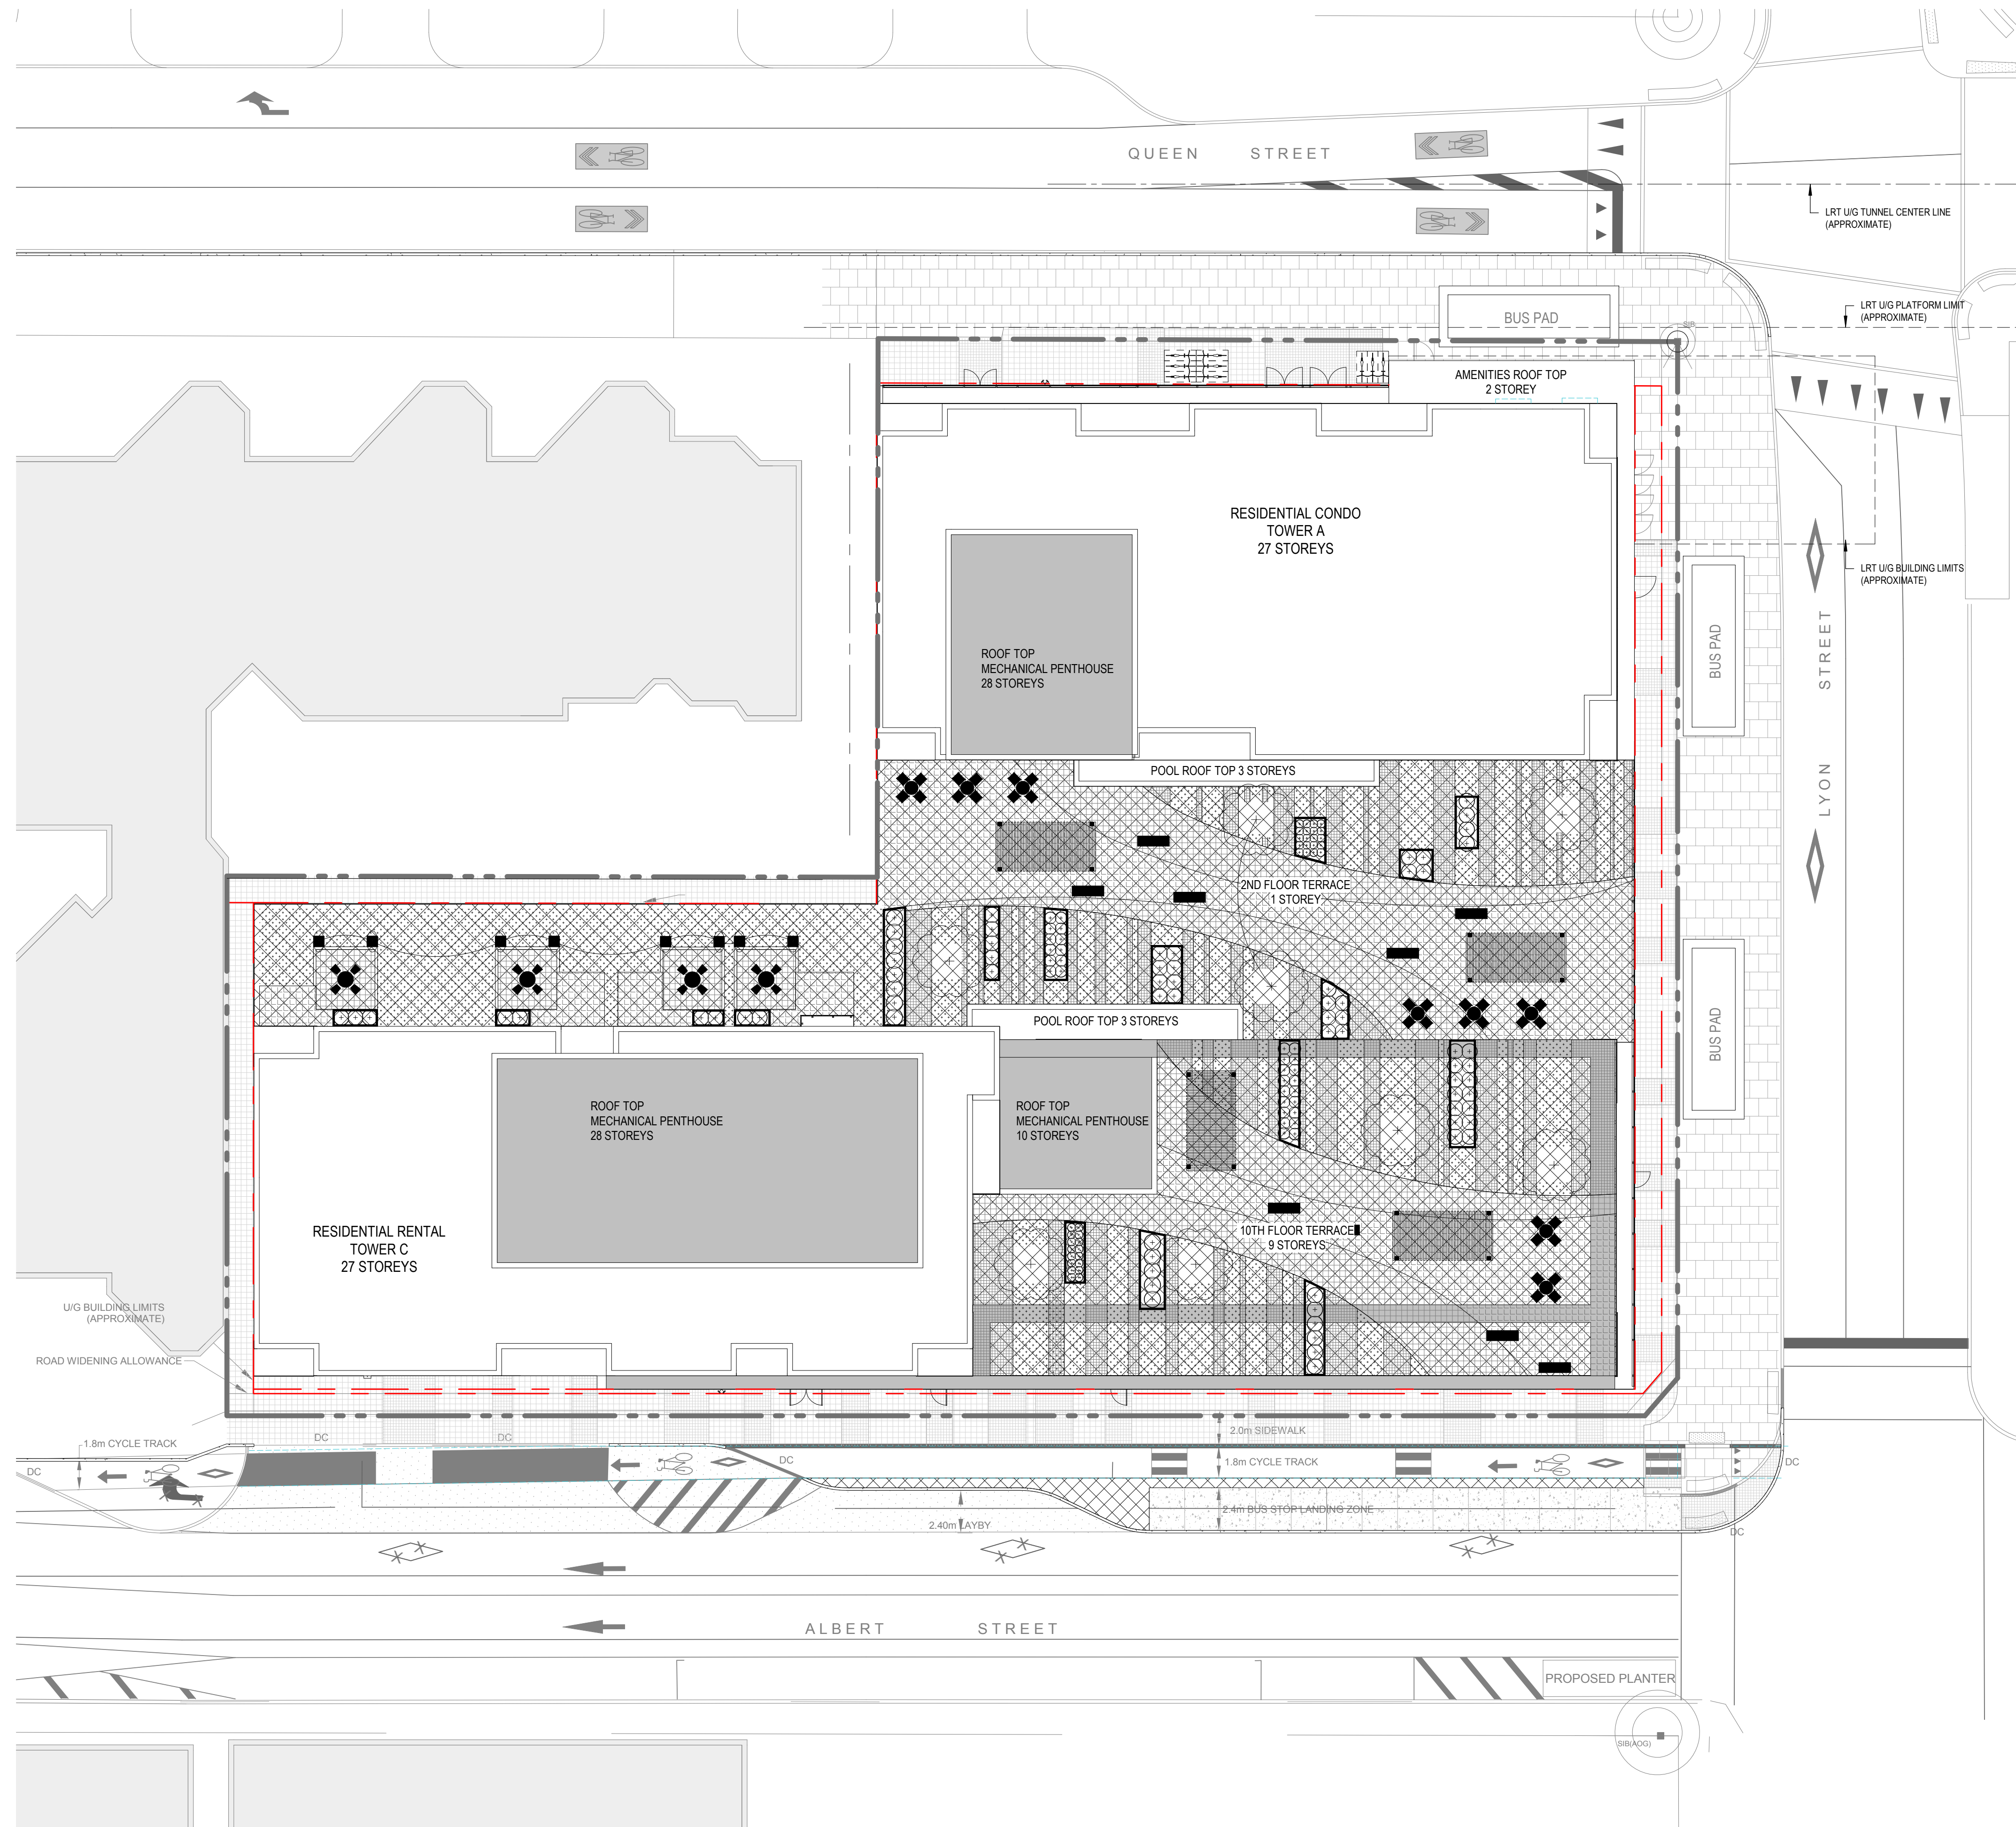 QUEEN STREET
LRT U/G TUNNEL CENTER LINE
(APPROXIMATE)
LRT U/G PLATFORM LIMIT
(APPROXIMATE)
BUS PAD
SIB
AMENITIES ROOF TOP
2 STOREY
RESIDENTIAL CONDO
TOWER A
27 STOREYS
LRT U/G BUILDING LIMITS
(APPROXIMATE)
ROOF TOP
MECHANICAL PENTHOUSE
28 STOREYS
BUS PAD
LYON STREET
POOL ROOF TOP 3 STOREYS
2ND FLOOR TERRACE
1 STOREY
POOL ROOF TOP 3 STOREYS
BUS PAD
ROOF TOP
MECHANICAL PENTHOUSE
28 STOREYS
ROOF TOP
MECHANICAL PENTHOUSE
10 STOREYS
RESIDENTIAL RENTAL
TOWER C
27 STOREYS
10TH FLOOR TERRACE
9 STOREYS
U/G BUILDING LIMITS
(APPROXIMATE)
ROAD WIDENING ALLOWANCE
2.0m SIDEWALK
DC
DC
1.8m CYCLE TRACK
DC
DC
1.8m CYCLE TRACK
DC
2.4m BUS STOP LANDING ZONE
2.40m LAYBY
DC
ALBERT STREET
PROPOSED PLANTER
SIB(AOG)